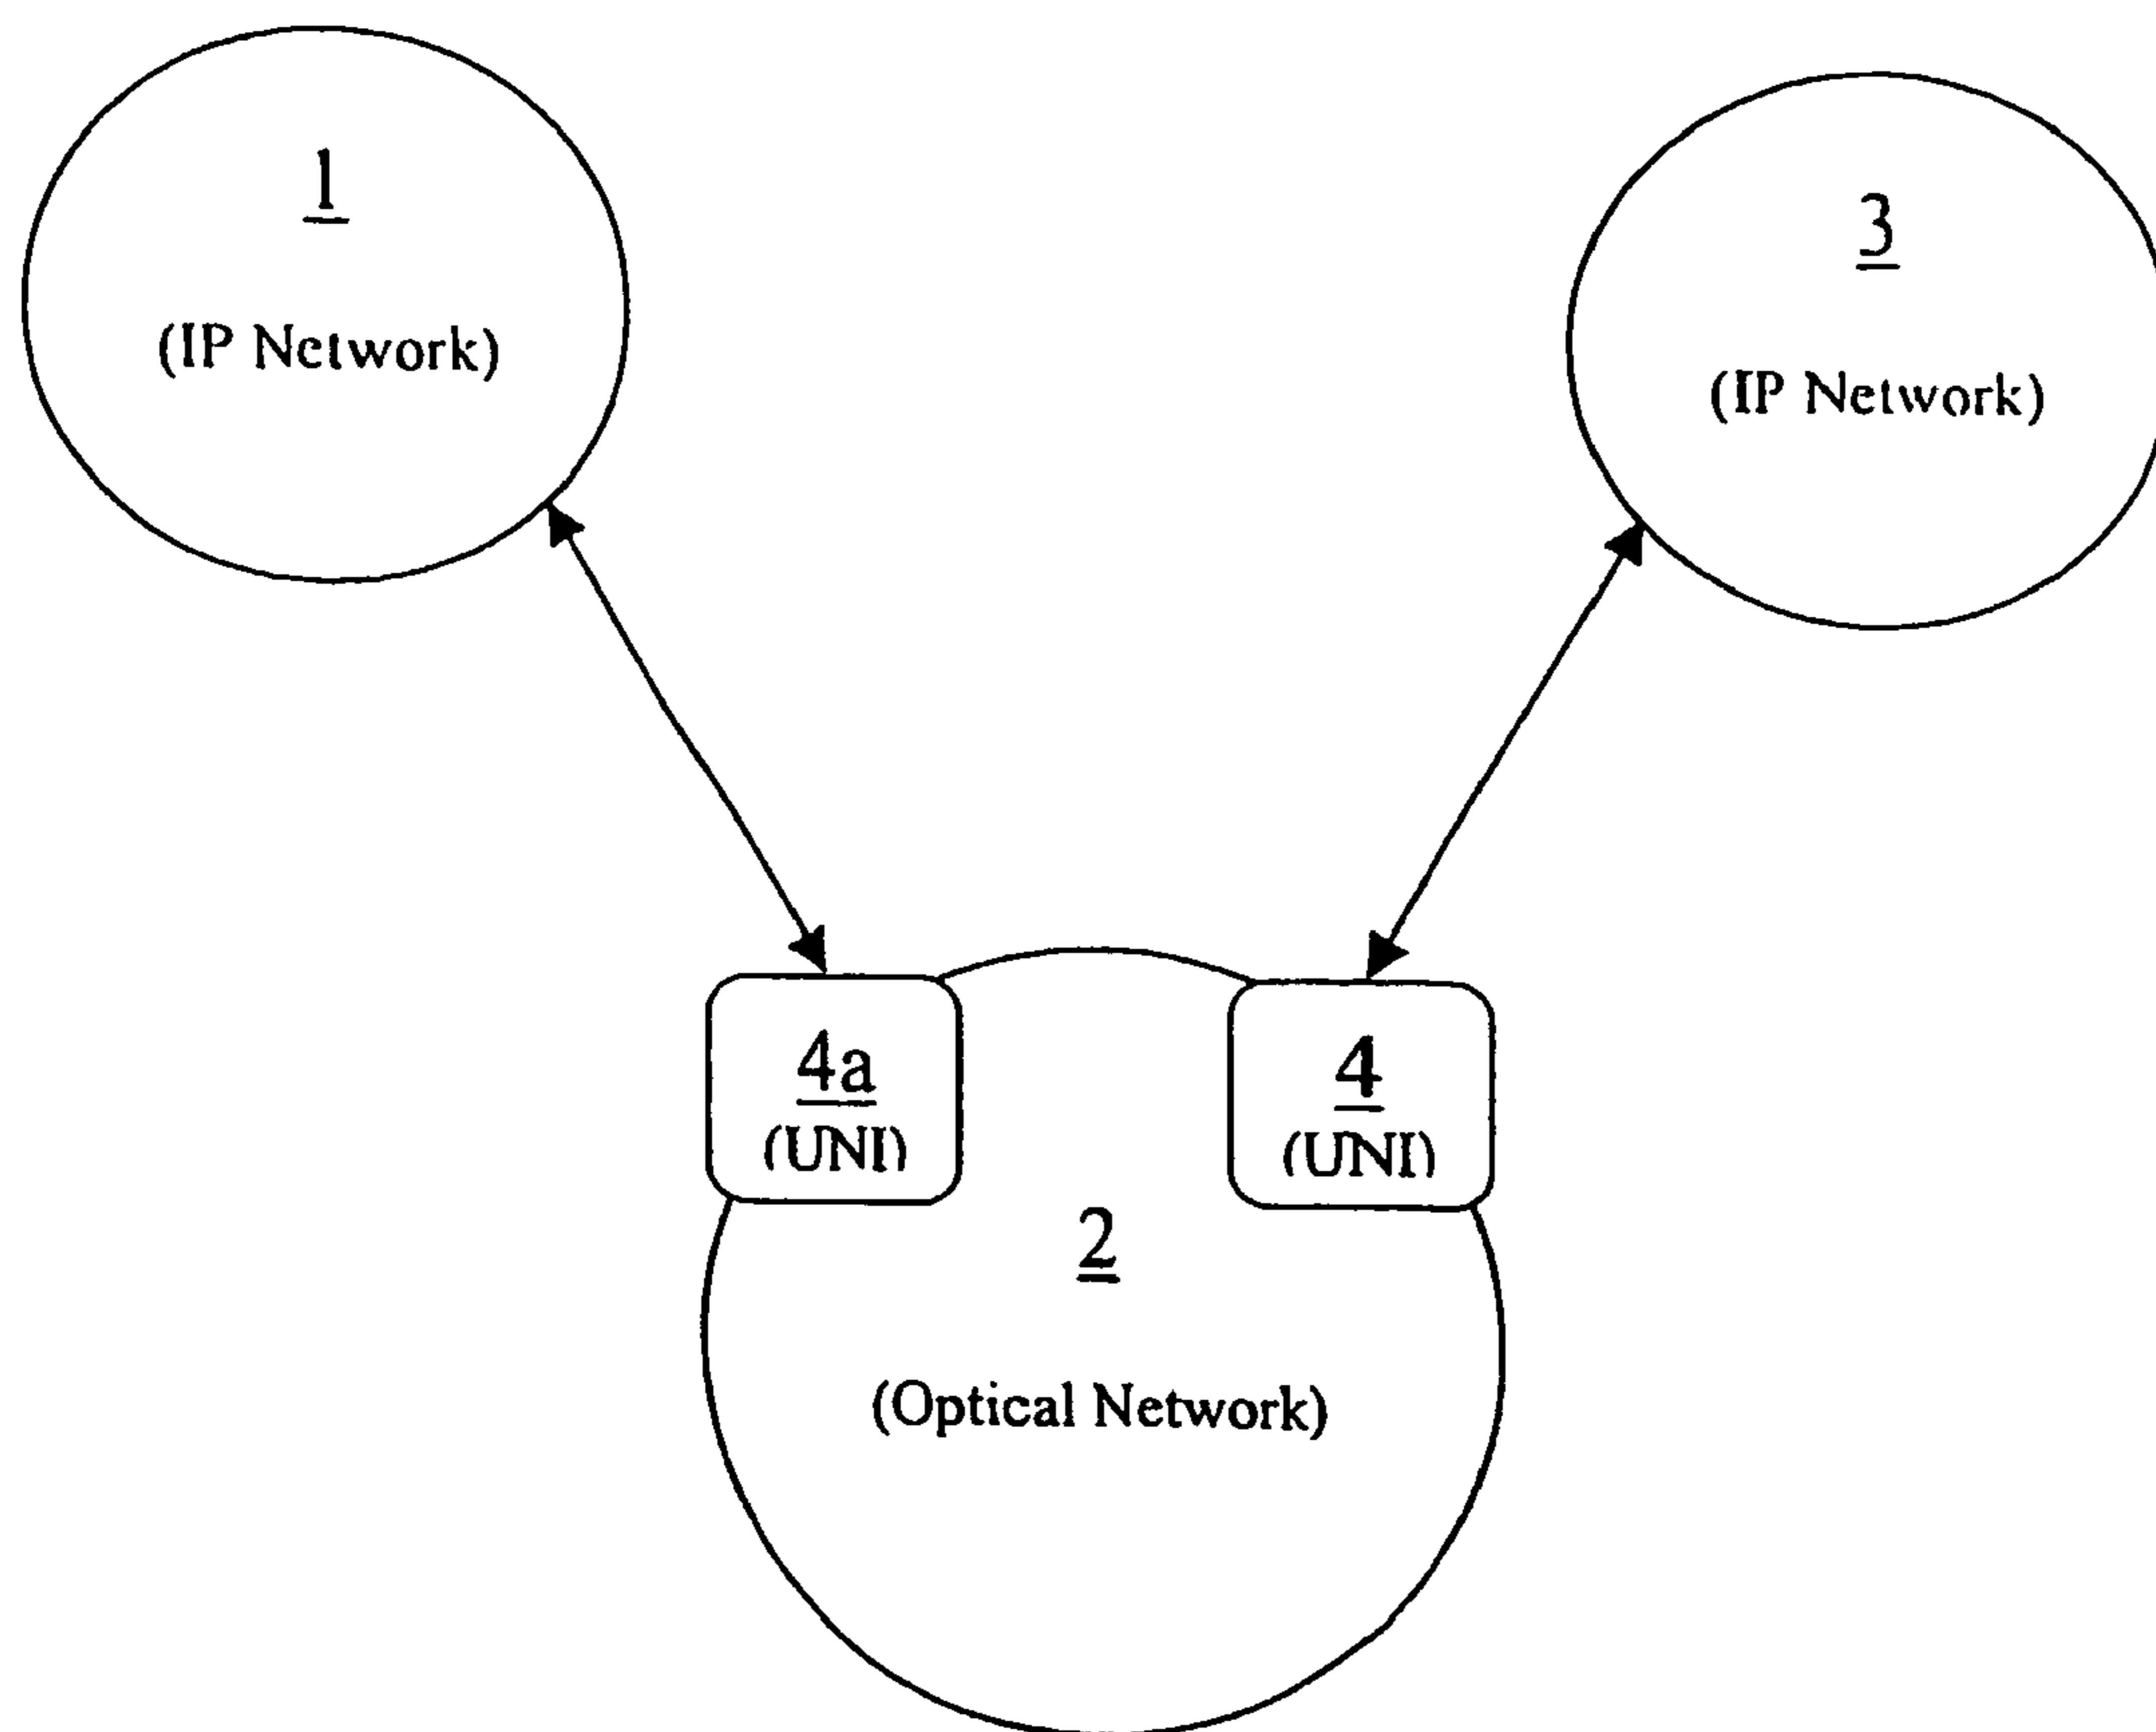 1
(IP Network)
3
(IP Network)
4a
(UNI)
4
(UNI)
2
(Optical Network)